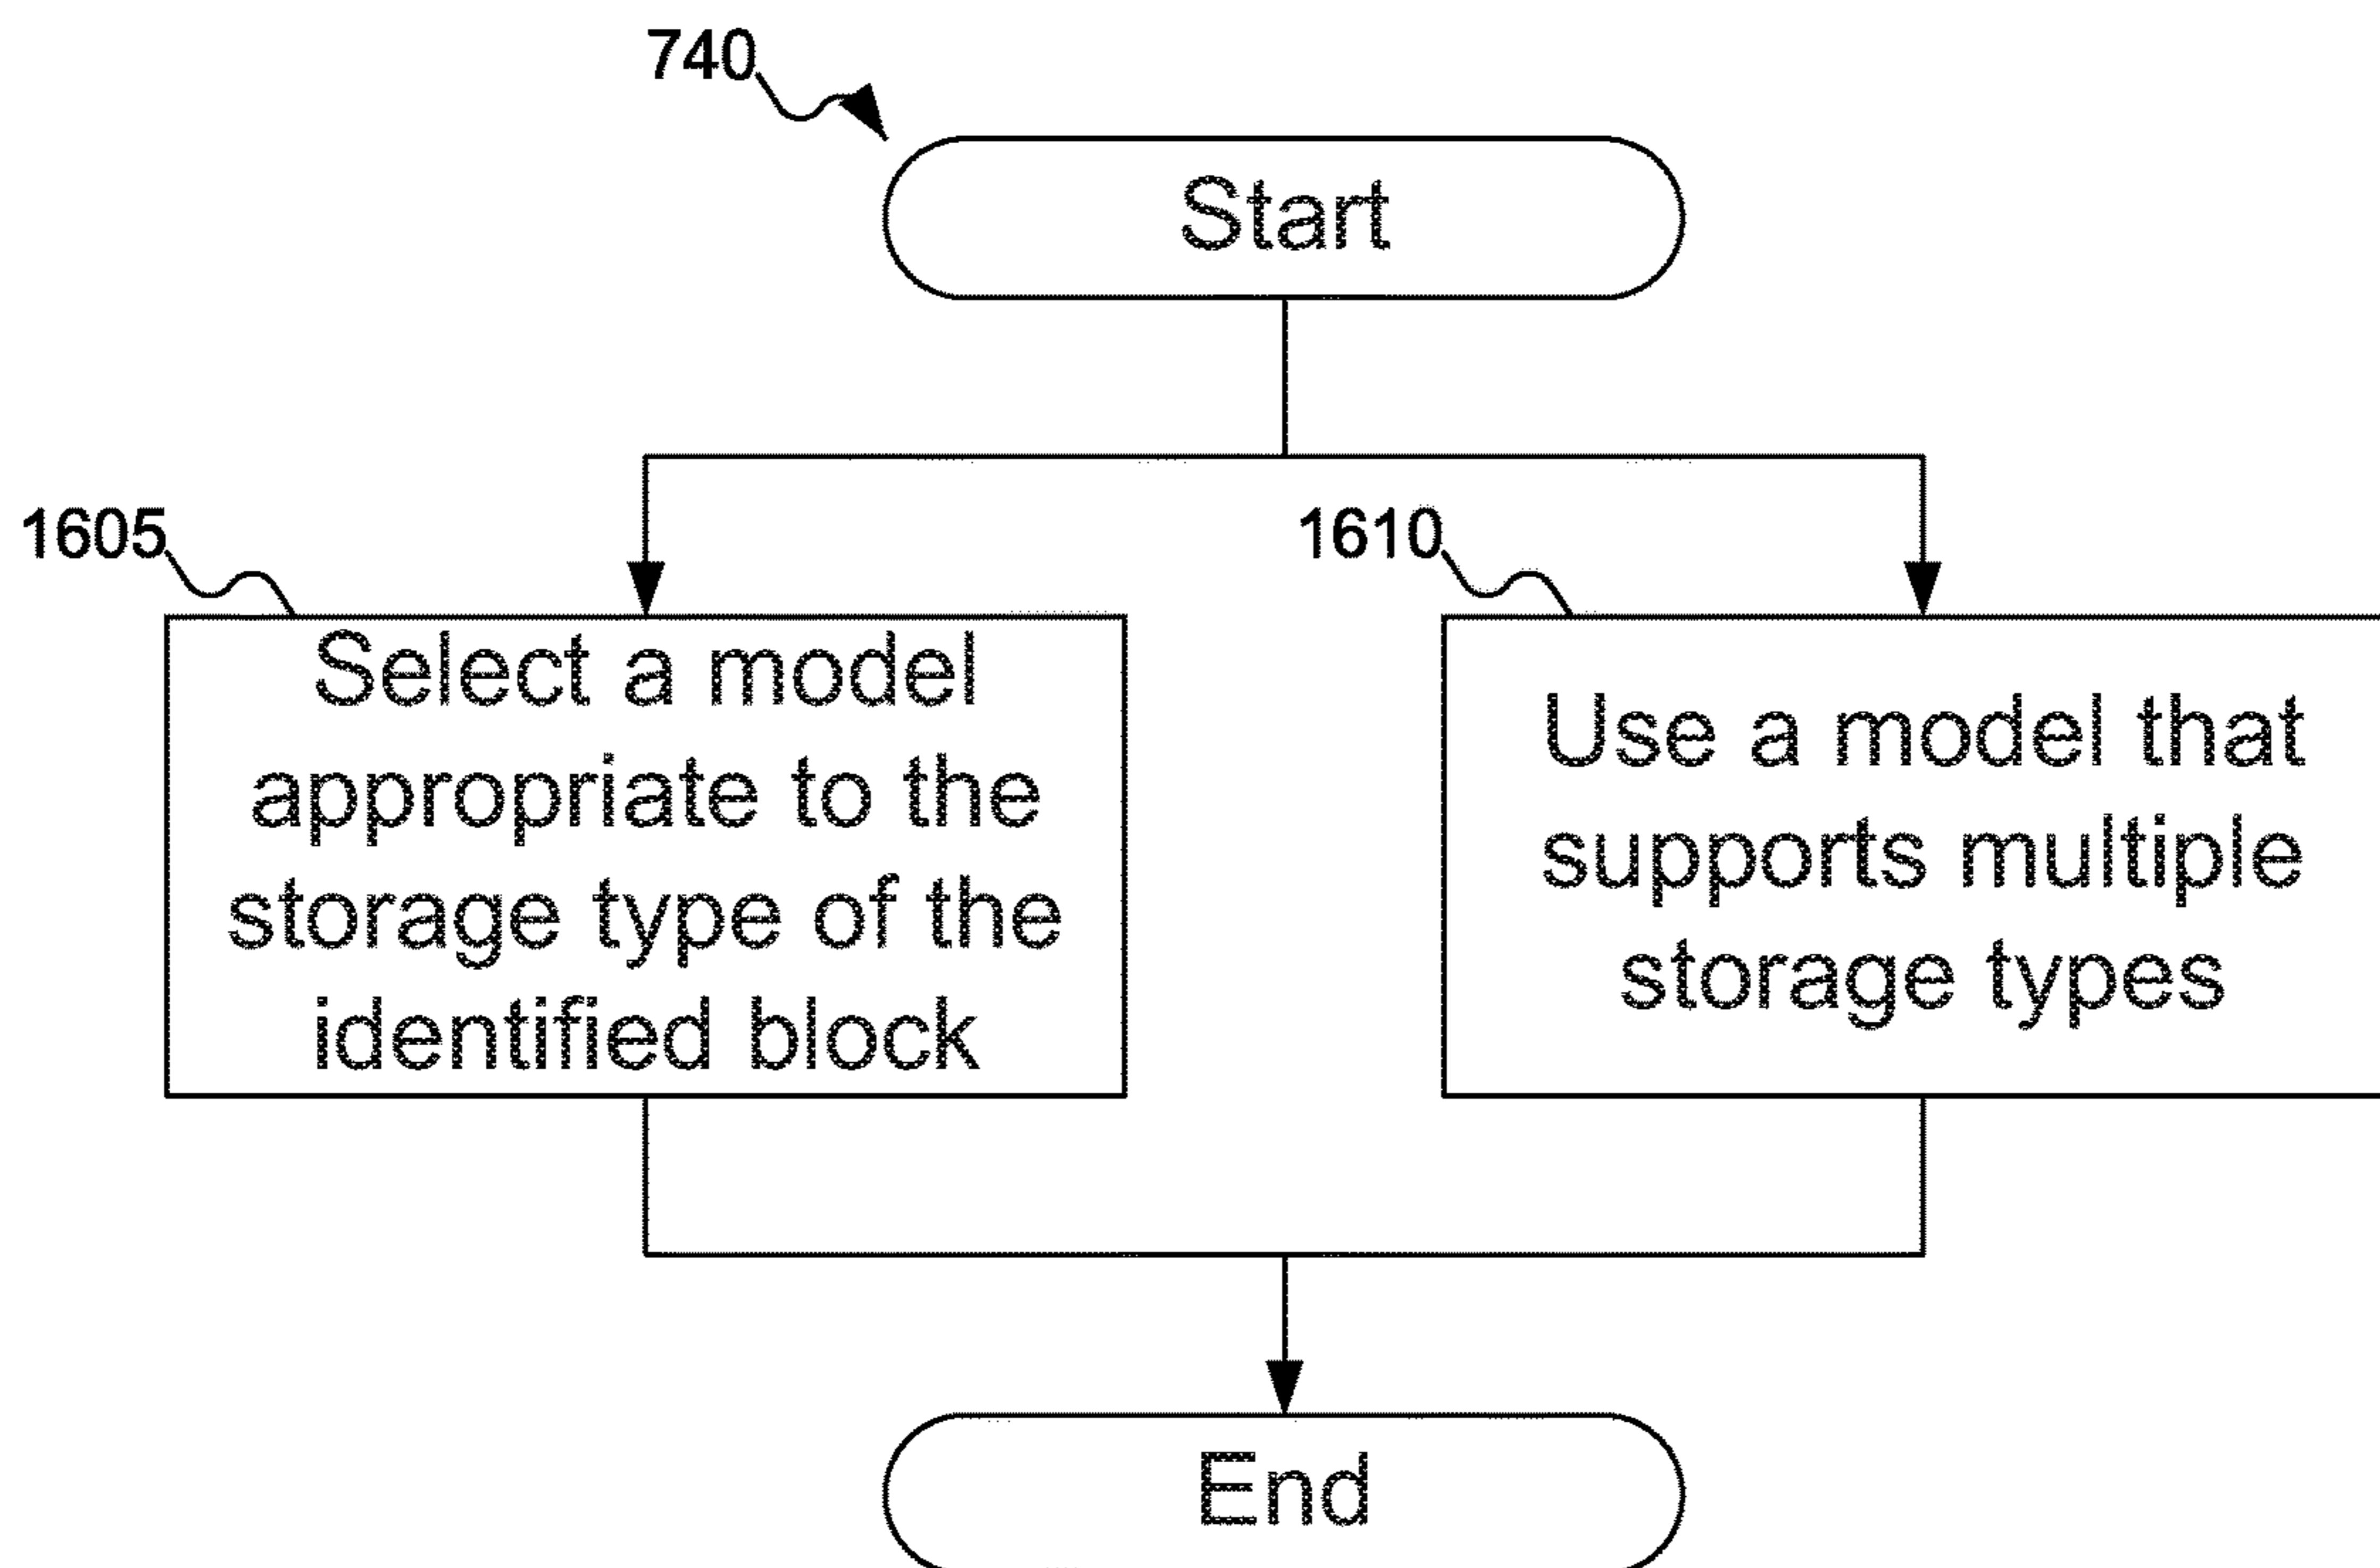 740
Start
1605
1610
Select a model
appropriate to the
storage type of the
identified block
Use a model that
supports multiple
storage types
End